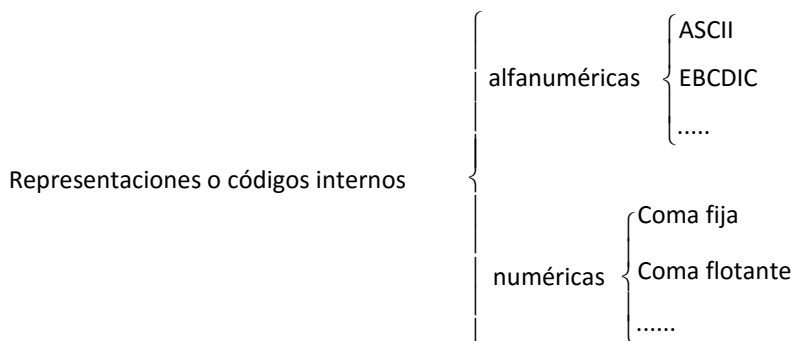 ASCII
alfanuméricas
EBCDIC
.....
Representaciones o códigos internos
Coma fija
numéricas
Coma flotante
......